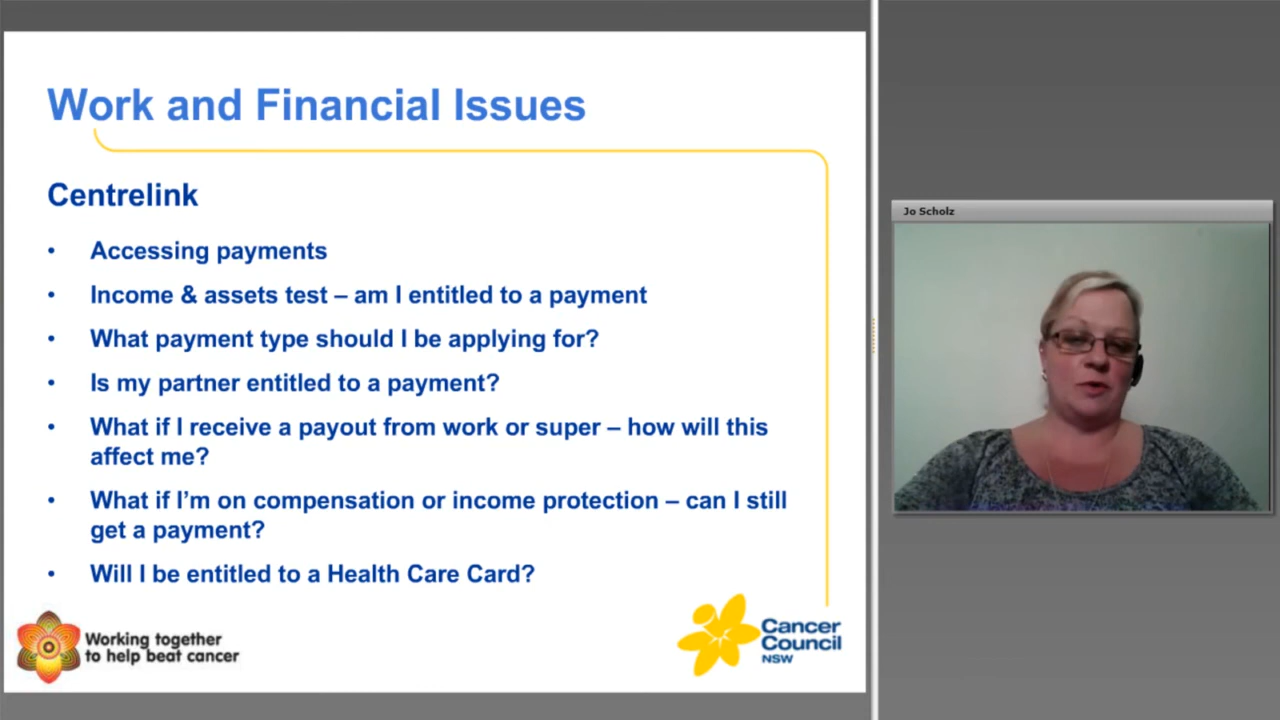 Work and Financial Issues
Centrelink
• Accessing payments
• Income & assets test – am I entitled to a payment
• What payment type should I be applying for?
• Is my partner entitled to a payment?
• What if I receive a payout from work or super – how will this
affect me?
• What if I’m on compensation or income protection – can I still
get a payment?
• Will I be entitled to a Health Care Card?
Working together
to help beat cancer
Cancer
Council
NSW
Jo Scholz